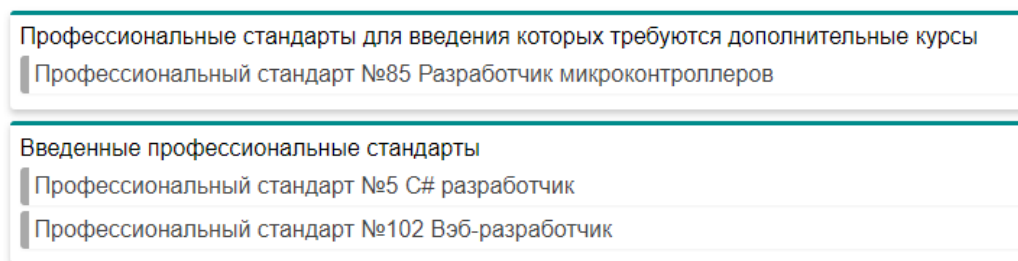 Профессиональные стандарты для введения которых требуются дополнительные курсы
Профессиональный стандарт №85 Разработчик микроконтроллеров
Введенные профессиональные стандарты
Профессиональный стандарт №5 C# разработчик
Профессиональный стандарт №102 Вэб-разработчик